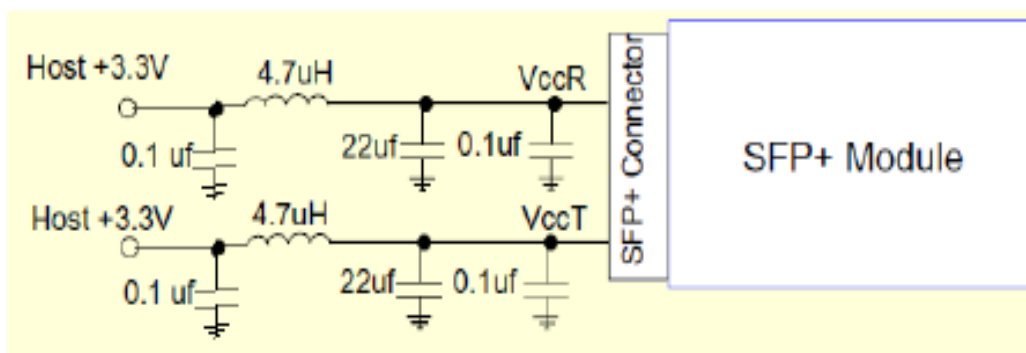 Host +3.3V
4.7uH
VccR
0.1 uf
22uf
0.1uf
Host +3.3V
4.7uH
VccT
0.1 uf
22uf
0.1uf
SFP+ Connector
SFP+ Module